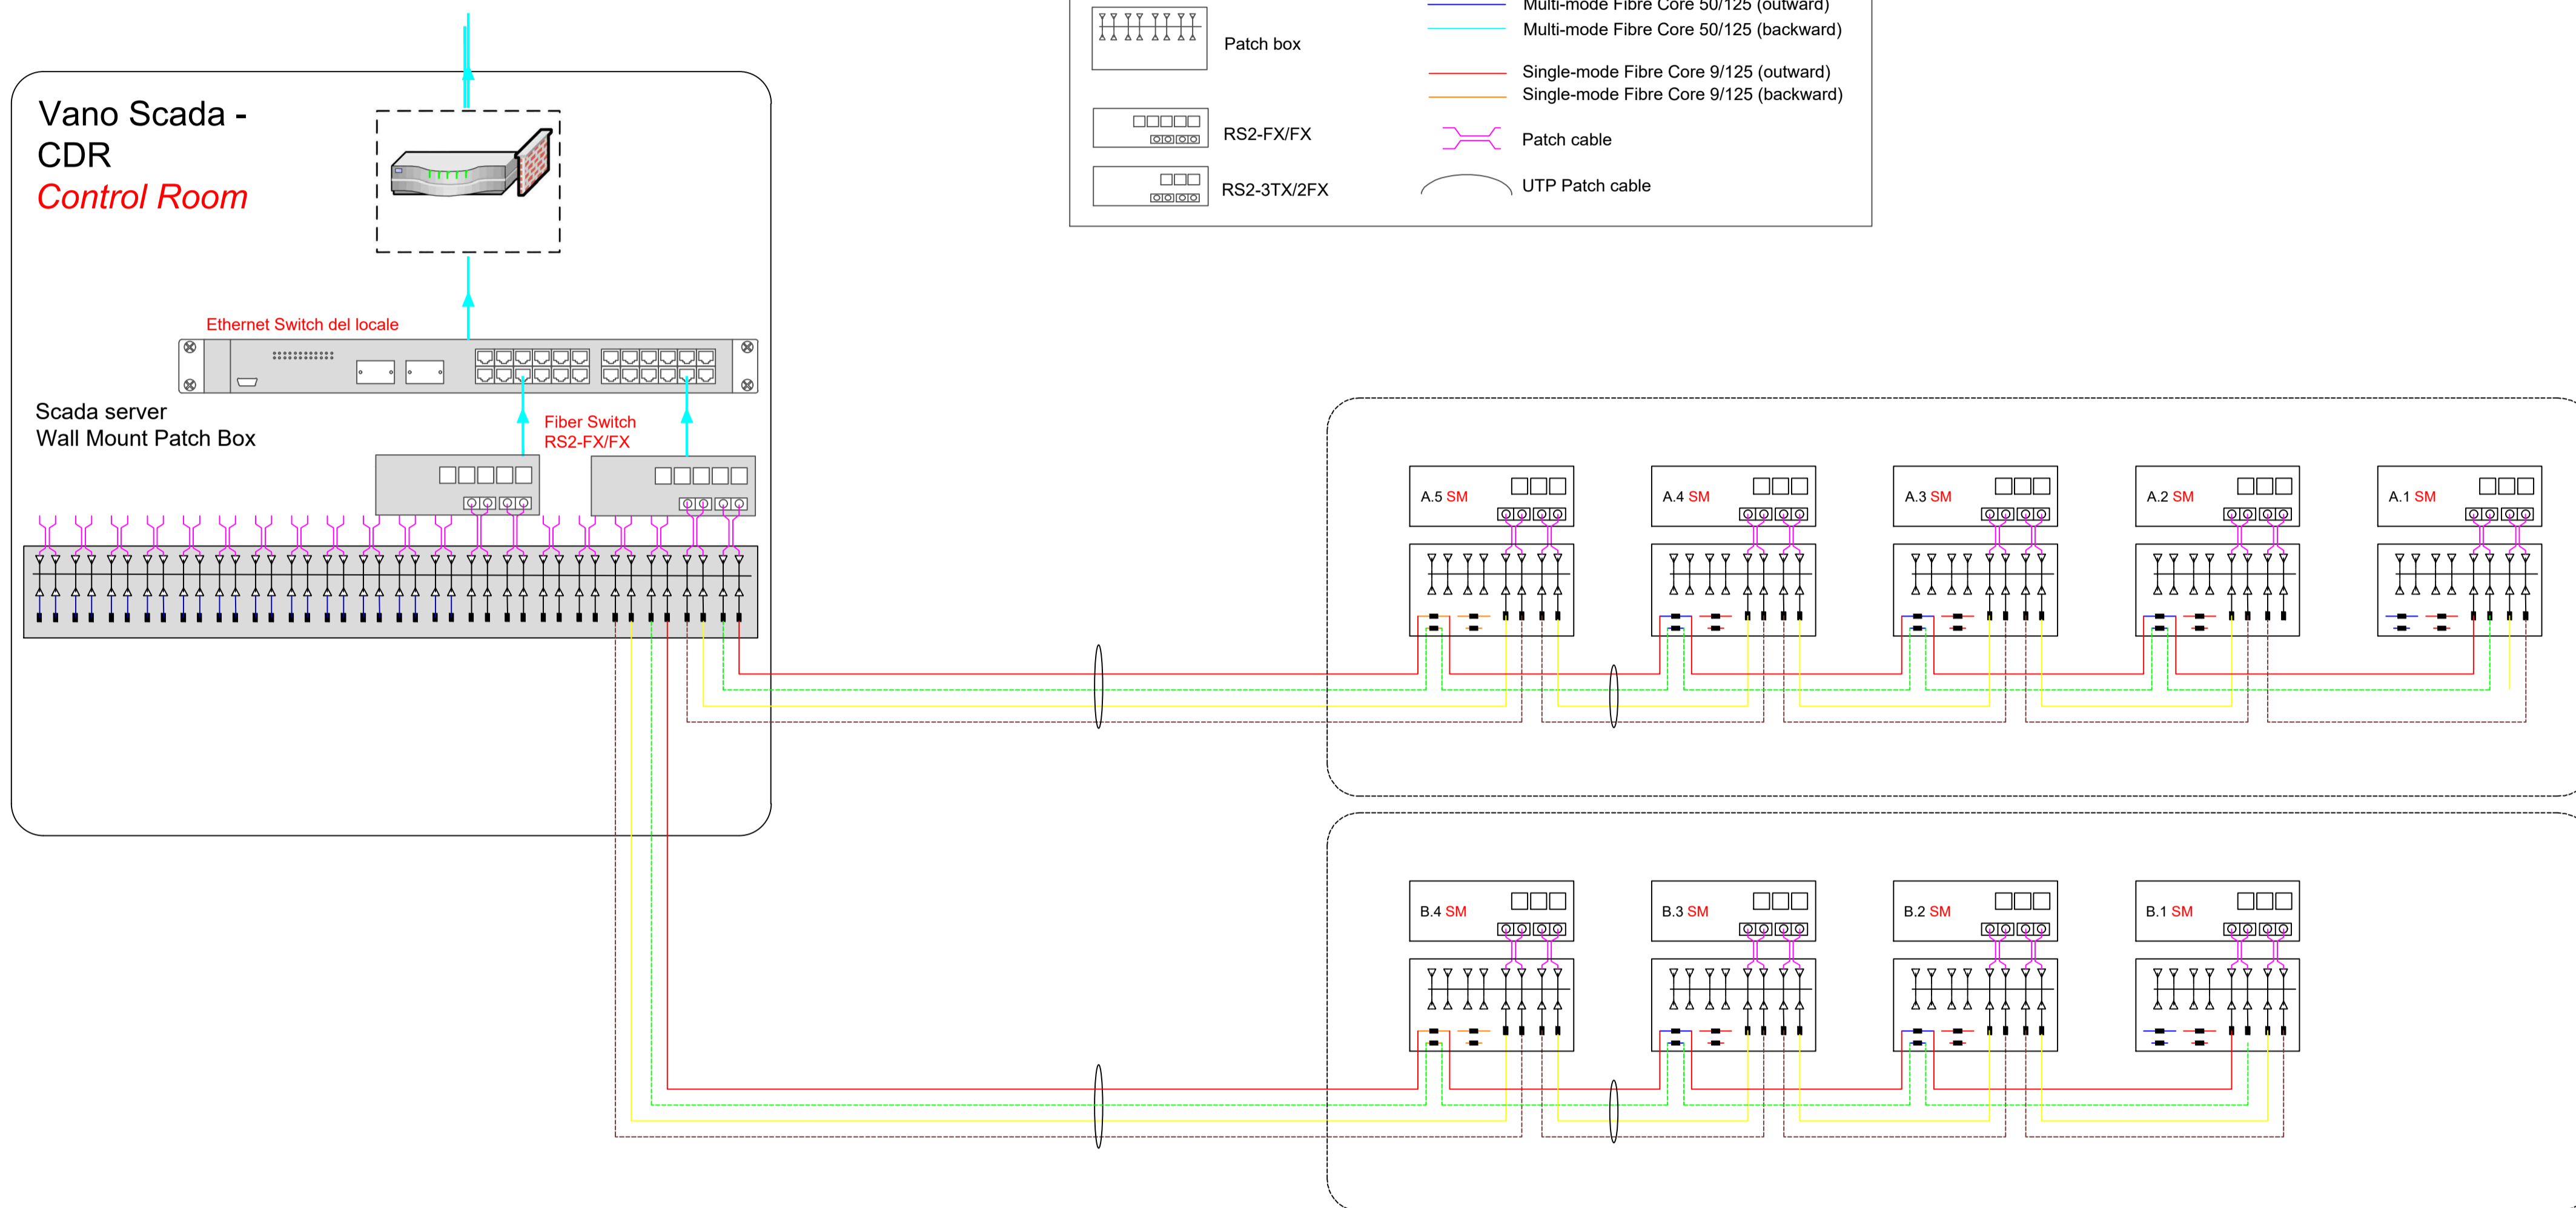 Multi-mode Fibre Core 50/125 (outward)
Multi-mode Fibre Core 50/125 (backward)
Patch box
Single-mode Fibre Core 9/125 (outward)
Single-mode Fibre Core 9/125 (backward)
RS2-FX/FX
Patch cable
RS2-3TX/2FX
UTP Patch cable
Vano Scada -
CDR
Control Room
Ethernet Switch del locale
Scada server
Wall Mount Patch Box
Fiber Switch
RS2-FX/FX
A.5 SM
A.4 SM
A.3 SM
A.2 SM
A.1 SM
B.4 SM
B.3 SM
B.2 SM
B.1 SM